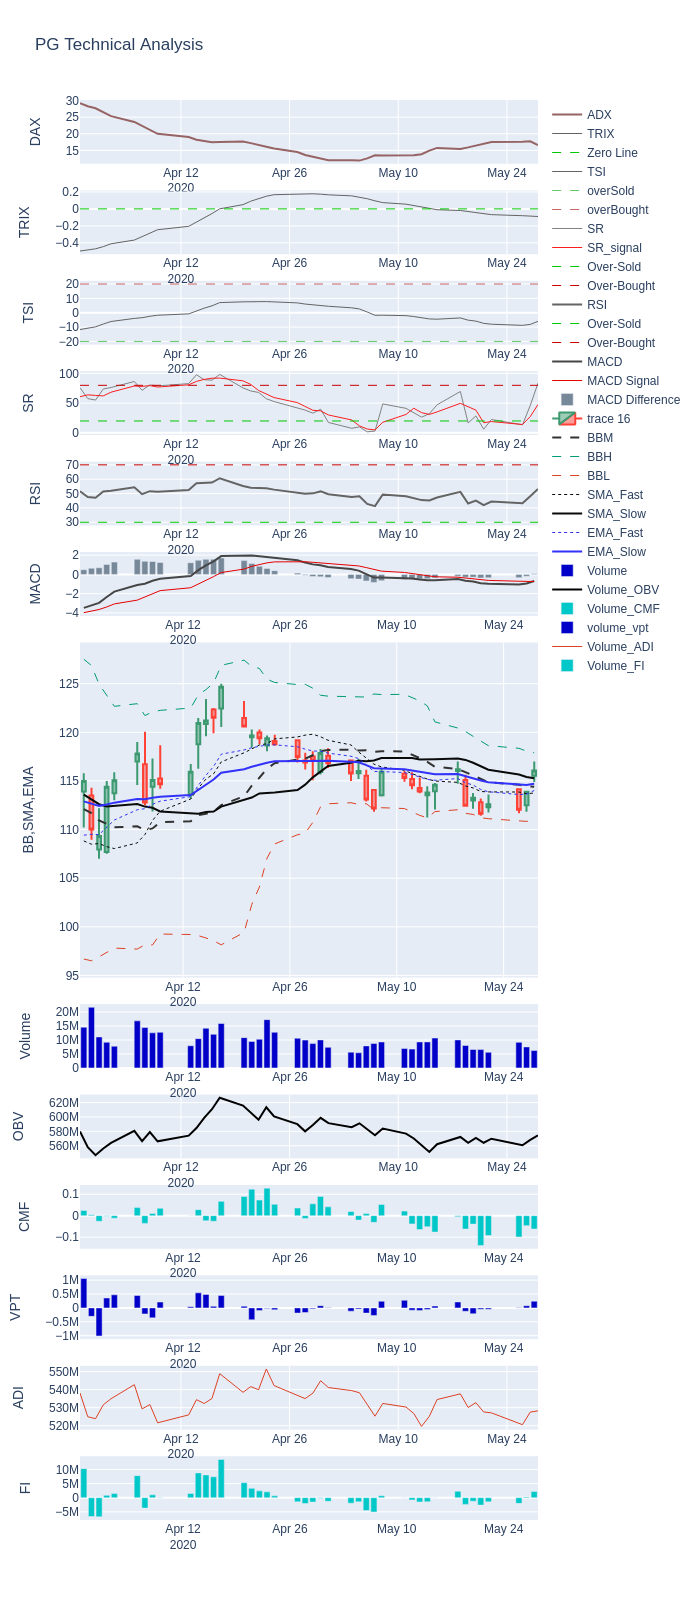 PG Technical Analysis
30
25
20
15
DAX
Apr 12
2020
Apr 26
May 10
May 24
0.2
0
−0.2
−0.4
TRIX
Apr 12
2020
Apr 26
May 10
May 24
20
10
0
−10
−20
TSI
Apr 12
2020
Apr 26
May 10
May 24
100
50
0
SR
Apr 12
2020
Apr 26
May 10
May 24
70
60
50
40
30
RSI
Apr 12
2020
Apr 26
May 10
May 24
2
0
−2
−4
MACD
Apr 12
2020
Apr 26
May 10
May 24
125
120
115
110
105
100
95
BB,SMA,EMA
Apr 12
2020
Apr 26
May 10
May 24
20M
15M
10M
5M
0
Volume
Apr 12
2020
Apr 26
May 10
May 24
620M
600M
580M
560M
OBV
Apr 12
2020
Apr 26
May 10
May 24
0.1
0
−0.1
CMF
Apr 12
2020
Apr 26
May 10
May 24
1M
0.5M
0
−0.5M
−1M
VPT
Apr 12
2020
Apr 26
May 10
May 24
550M
540M
530M
520M
ADI
Apr 12
2020
Apr 26
May 10
May 24
10M
5M
0
−5M
FI
Apr 12
2020
Apr 26
May 10
May 24
ADX
TRIX
Zero Line
TSI
overSold
overBought
SR
SR_signal
Over-Sold
Over-Bought
RSI
Over-Sold
Over-Bought
MACD
MACD Signal
MACD Difference
trace 16
BBM
BBH
BBL
SMA_Fast
SMA_Slow
EMA_Fast
EMA_Slow
Volume
Volume_OBV
Volume_CMF
volume_vpt
Volume_ADI
Volume_FI